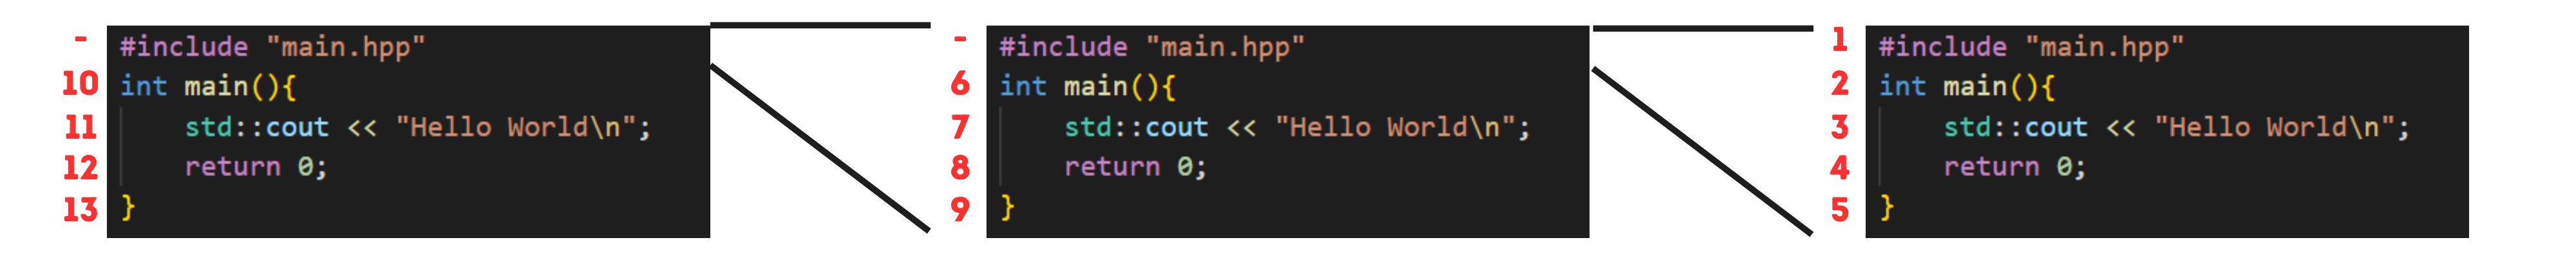 - #include "main.hpp"
10 int main(){
11 std::cout << "Hello World\n";
12 return 0;
13 }
- #include "main.hpp"
6 int main(){
7 std::cout << "Hello World\n";
8 return 0;
9 }
1 #include "main.hpp"
2 int main(){
3 std::cout << "Hello World\n";
4 return 0;
5 }